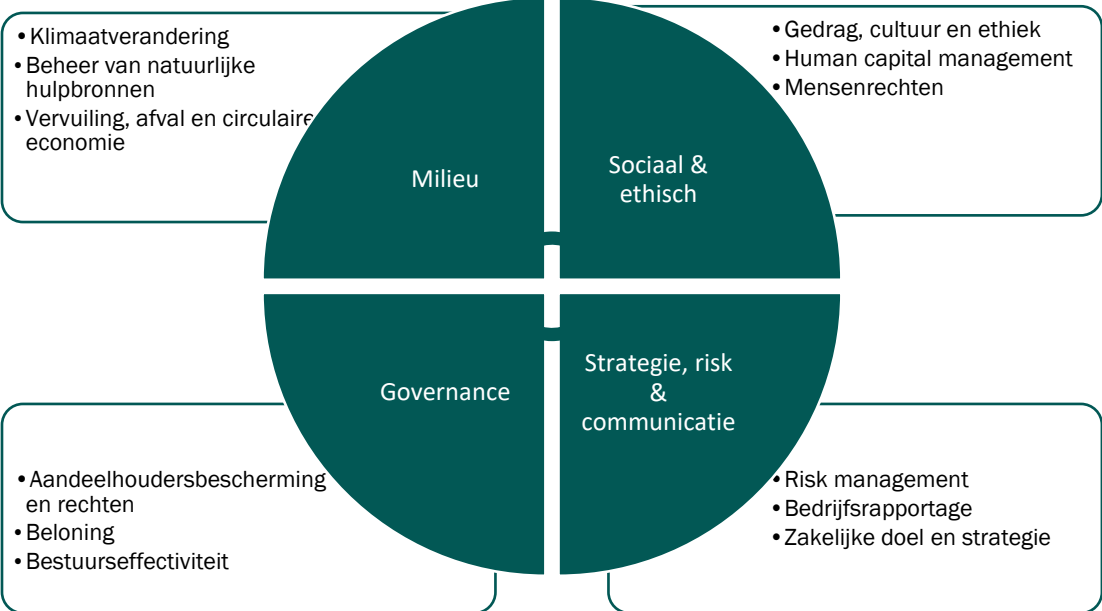 • Klimaatverandering
• Beheer van natuurlijke
hulpbronnen
• Vervuiling, afval en circulaire
economie
• Gedrag, cultuur en ethiek
• Human capital management
• Mensenrechten
Milieu
Sociaal &
ethisch
Governance
Strategie, risk
&
communicatie
• Aandeelhoudersbescherming
en rechten
• Beloning
• Bestuurseffectiviteit
• Risk management
• Bedrijfsrapportage
• Zakelijke doel en strategie